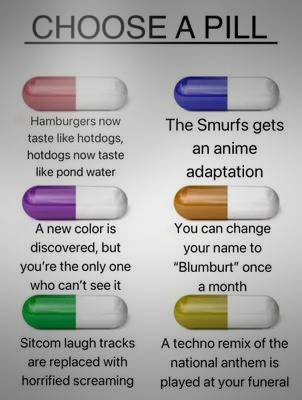 CHOOSE A PILL
Hamburgers now
taste like hotdogs,
hotdogs now taste
like pond water
The Smurfs gets
an anime
adaptation
A new color is
discovered, but
you're the only one
who can't see it
You can change
your name to
“Blumburt” once
a month
Sitcom laugh tracks
are replaced with
horrified screaming
A techno remix of the
national anthem is
played at your funeral